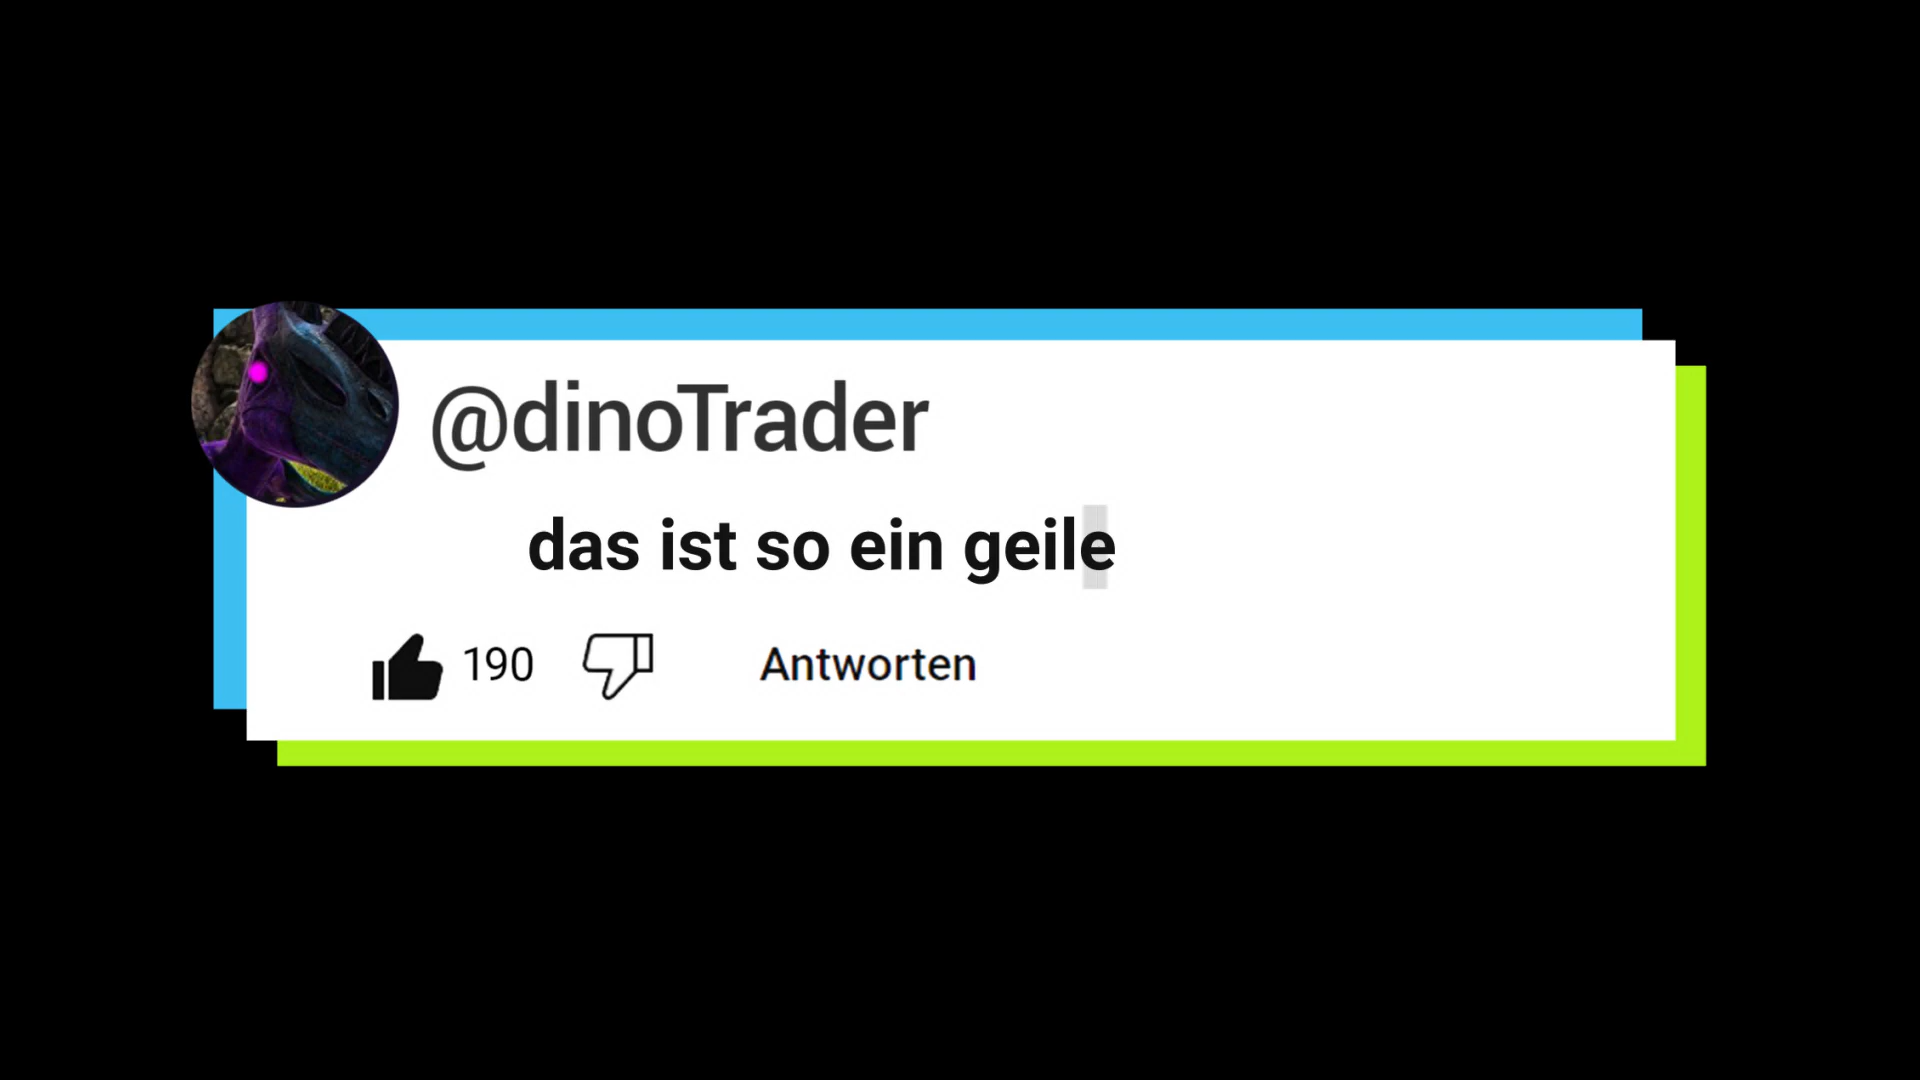 @dinoTrader
das ist so ein geile
190
Antworten